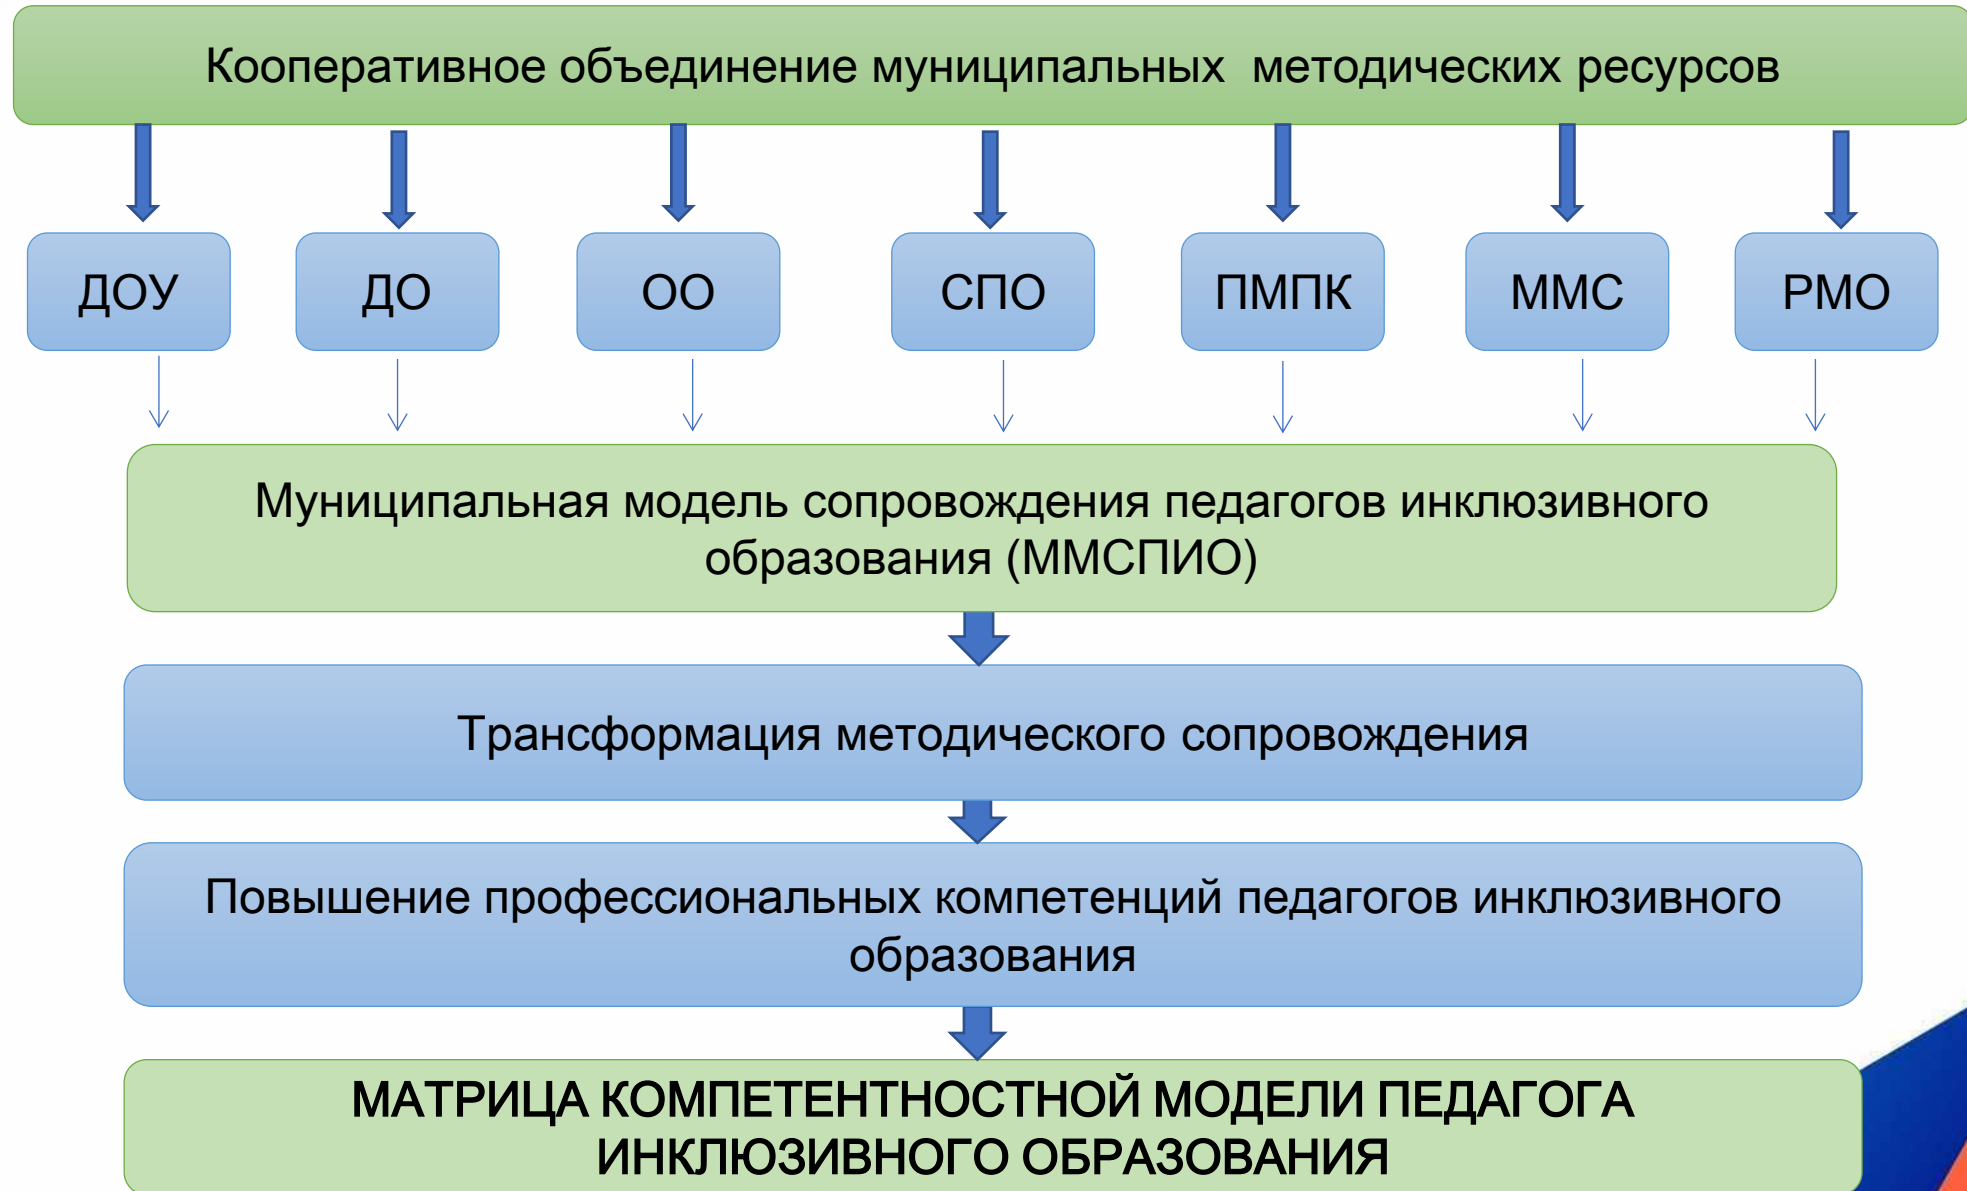 Кооперативное объединение муниципальных  методических ресурсов
ДОУ
ДО
ОО
СПО
ПМПК
ММС
РМО
Муниципальная модель сопровождения педагогов инклюзивного
образования (ММСПИО)
Трансформация методического сопровождения
Повышение профессиональных компетенций педагогов инклюзивного
образования
МАТРИЦА КОМПЕТЕНТНОСТНОЙ МОДЕЛИ ПЕДАГОГА
ИНКЛЮЗИВНОГО ОБРАЗОВАНИЯ